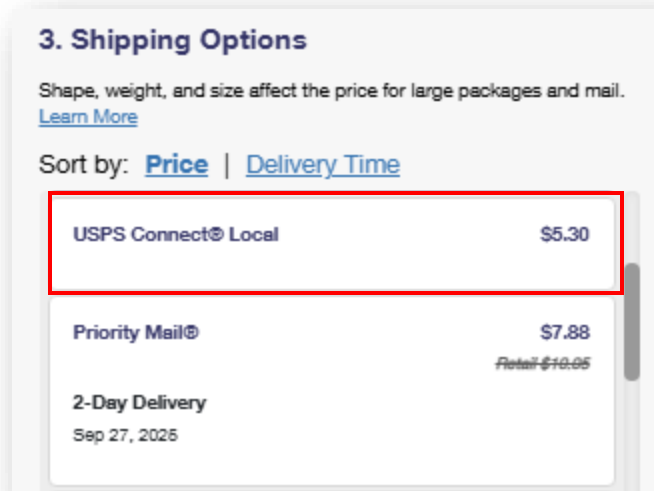 3. Shipping Options
Shape, weight, and size affect the price for large packages and mail.
Learn More
Sort by: Price | Delivery Time
USPS Connect® Local $5.30
Priority Mail® $7.88
Retail $10.05
2-Day Delivery
Sep 27, 2025